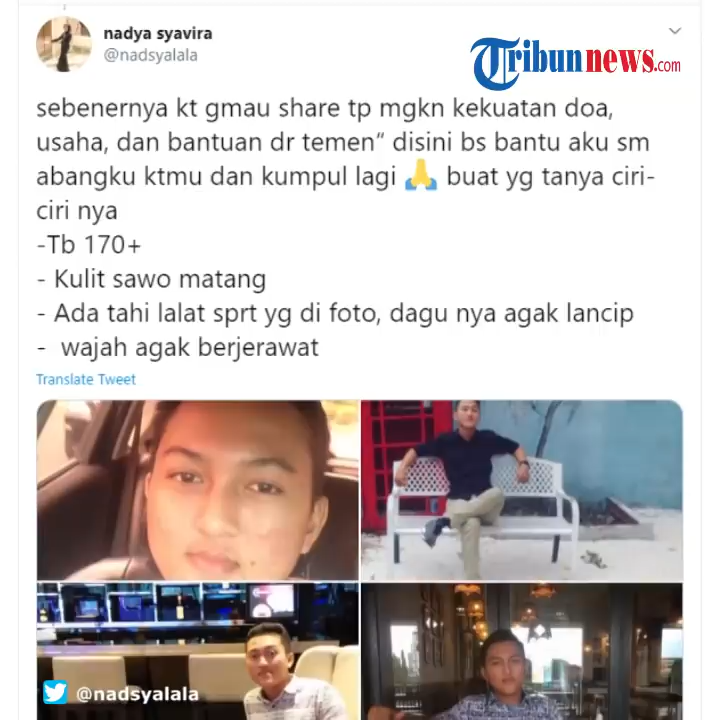 nadya syavira
@nadsyalala
Tribunnews.com
sebenernya kt gmau share tp mgkn kekuatan doa,
usaha, dan bantuan dr temen“ disini bs bantu aku sm
abangku ktmu dan kumpul lagi 🙏 buat yg tanya ciri-
ciri nya
-Tb 170+
- Kulit sawo matang
- Ada tahi lalat sprt yg di foto, dagu nya agak lancip
- wajah agak berjerawat
Translate Tweet
@nadsyalala